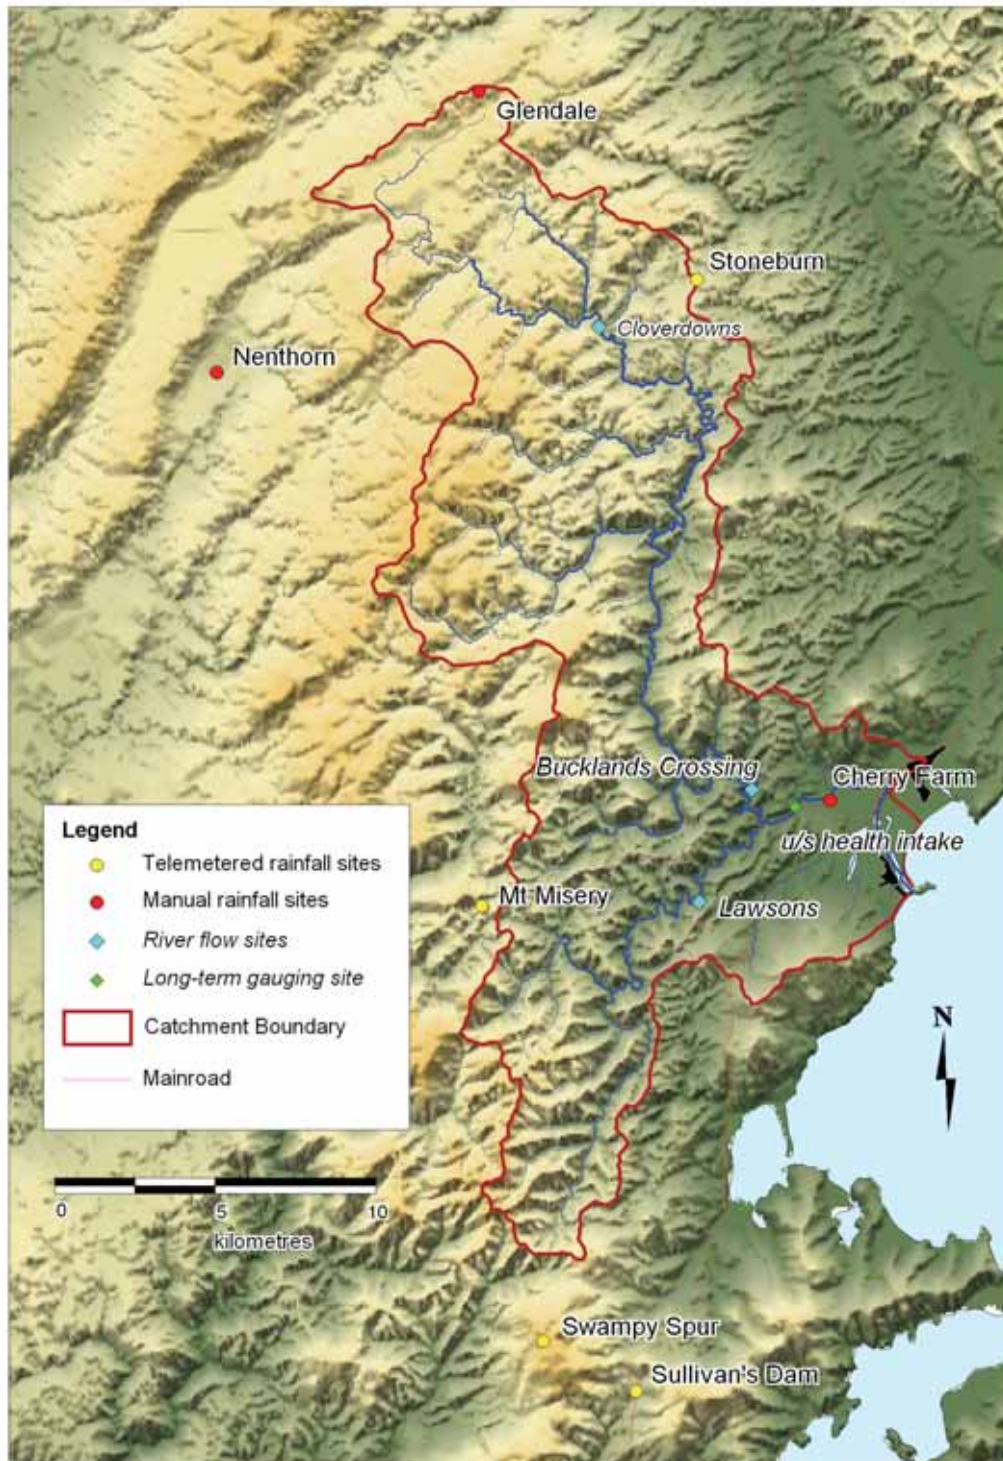 Glendale
Stoneburn
Cloverdowns
Nenthorn
Bucklands Crossing
Cherry Farm
u/s health intake
Mt Misery
Lawsons
Legend
Telemetered rainfall sites
Manual rainfall sites
River flow sites
Long-term gauging site
Catchment Boundary
Mainroad
N
0 5 10
kilometres
Swampy Spur
Sullivan's Dam